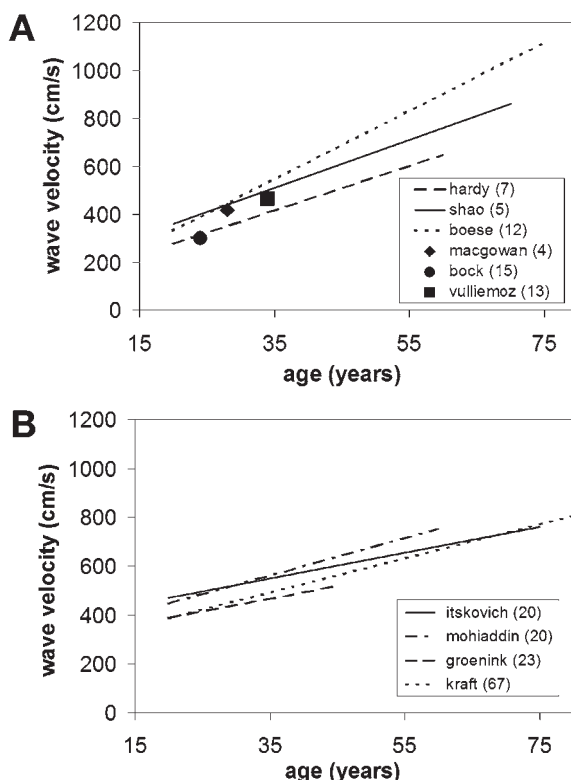 A
wave velocity (cm/s)
1200
1000
800
600
400
200
0
hardy (7)
shao (5)
boese (12)
macgowan (4)
bock (15)
vulliemoz (13)
15 35 55 75
age (years)
B
wave velocity (cm/s)
1200
1000
800
600
400
200
0
itskovich (20)
mohiaddin (20)
groenink (23)
kraft (67)
15 35 55 75
age (years)